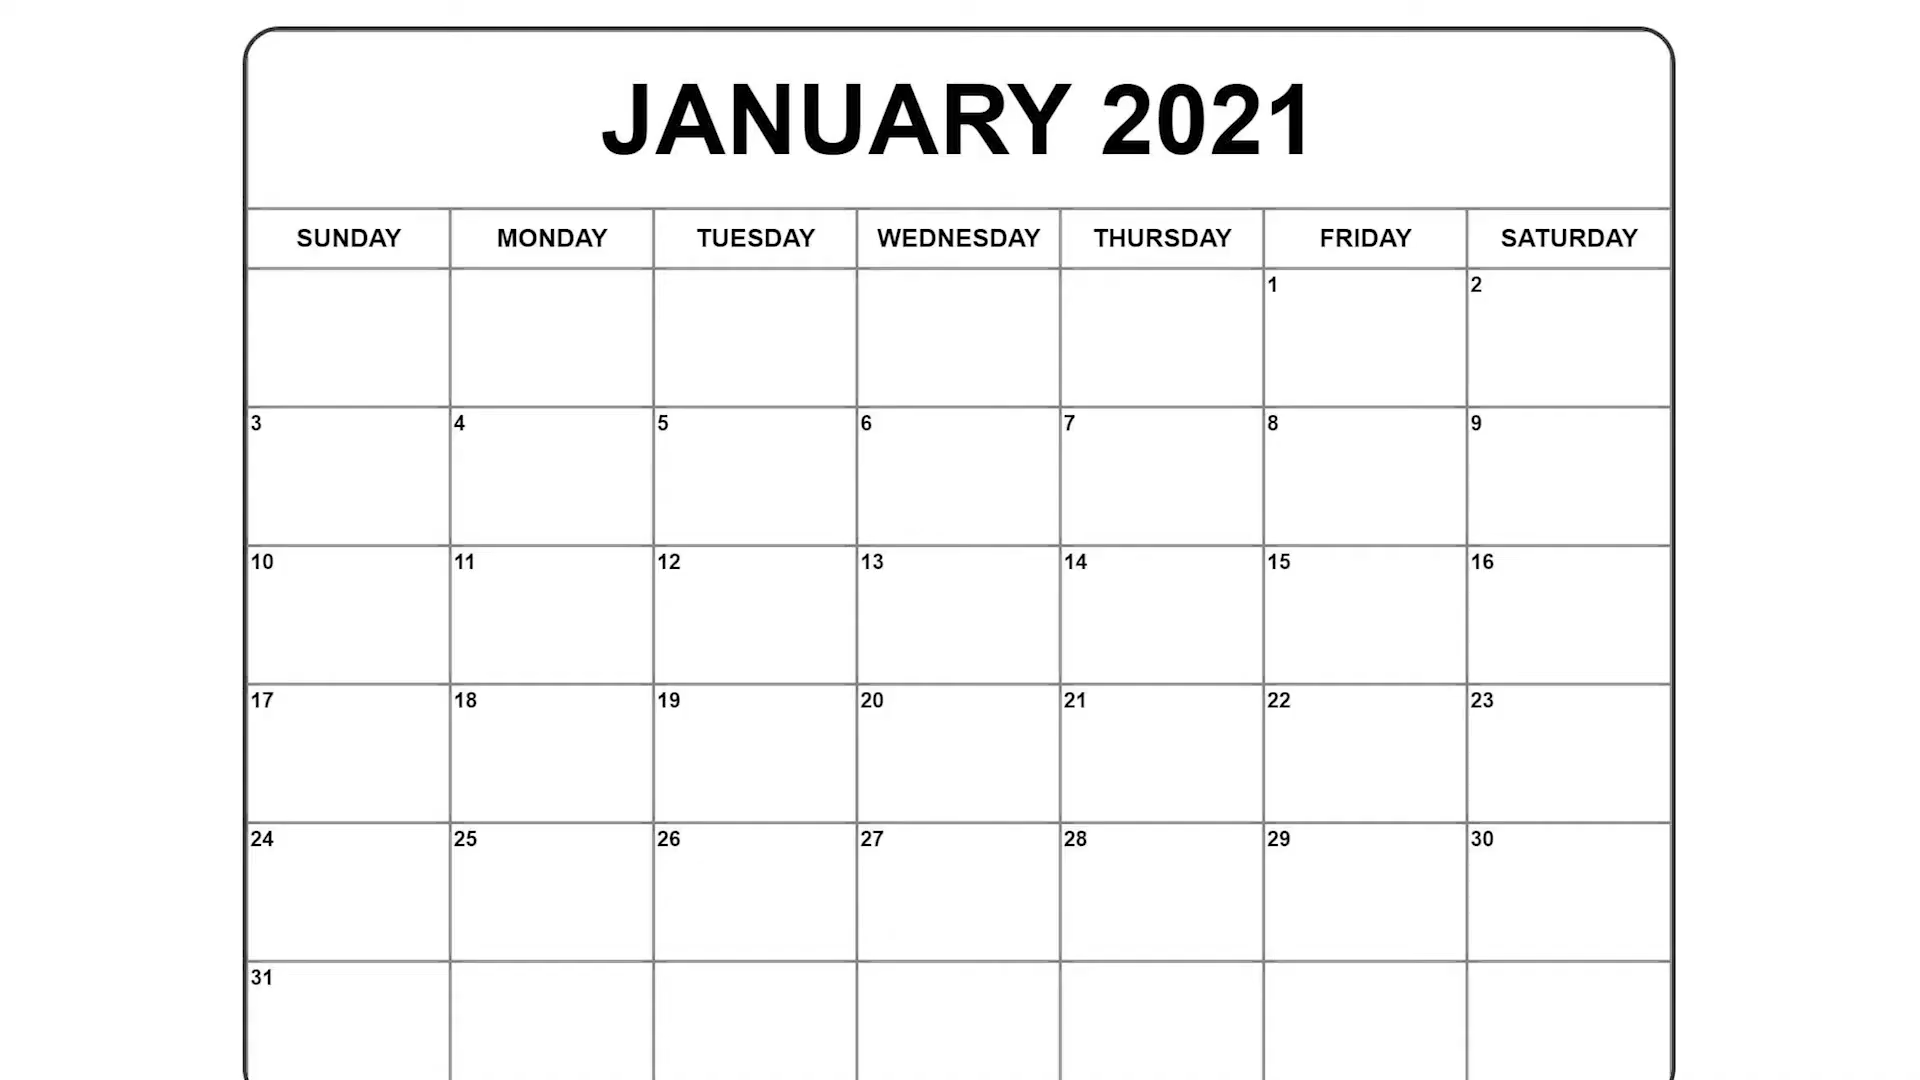 JANUARY 2021
SUNDAY MONDAY TUESDAY WEDNESDAY THURSDAY FRIDAY SATURDAY
1 2
3 4 5 6 7 8 9
10 11 12 13 14 15 16
17 18 19 20 21 22 23
24 25 26 27 28 29 30
31